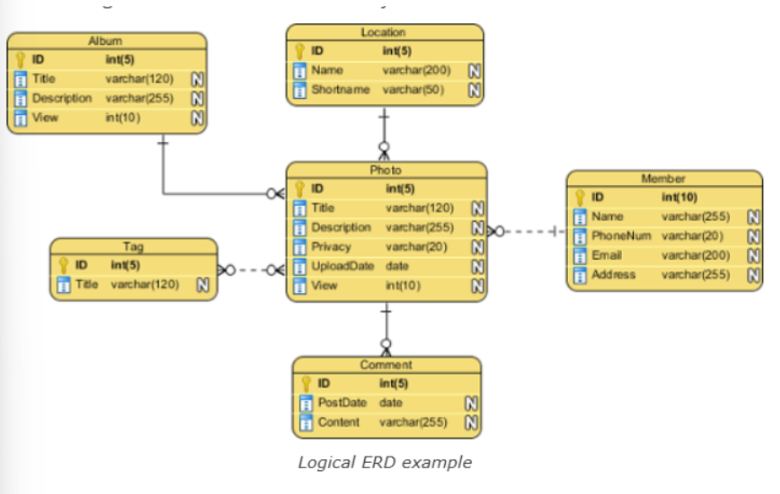 Album
ID int(5)
Title varchar(120) N
Description varchar(255) N
View int(10) N
Location
ID int(5)
Name varchar(200) N
Shortname varchar(50) N
Photo
ID int(5)
Title varchar(120) N
Description varchar(255) N
Privacy varchar(20) N
UploadDate date N
View int(10) N
Member
ID int(10)
Name varchar(255) N
PhoneNum varchar(20) N
Email varchar(200) N
Address varchar(255) N
Tag
ID int(5)
Title varchar(120) N
Comment
ID int(5)
PostDate date N
Content varchar(255) N
Logical ERD example